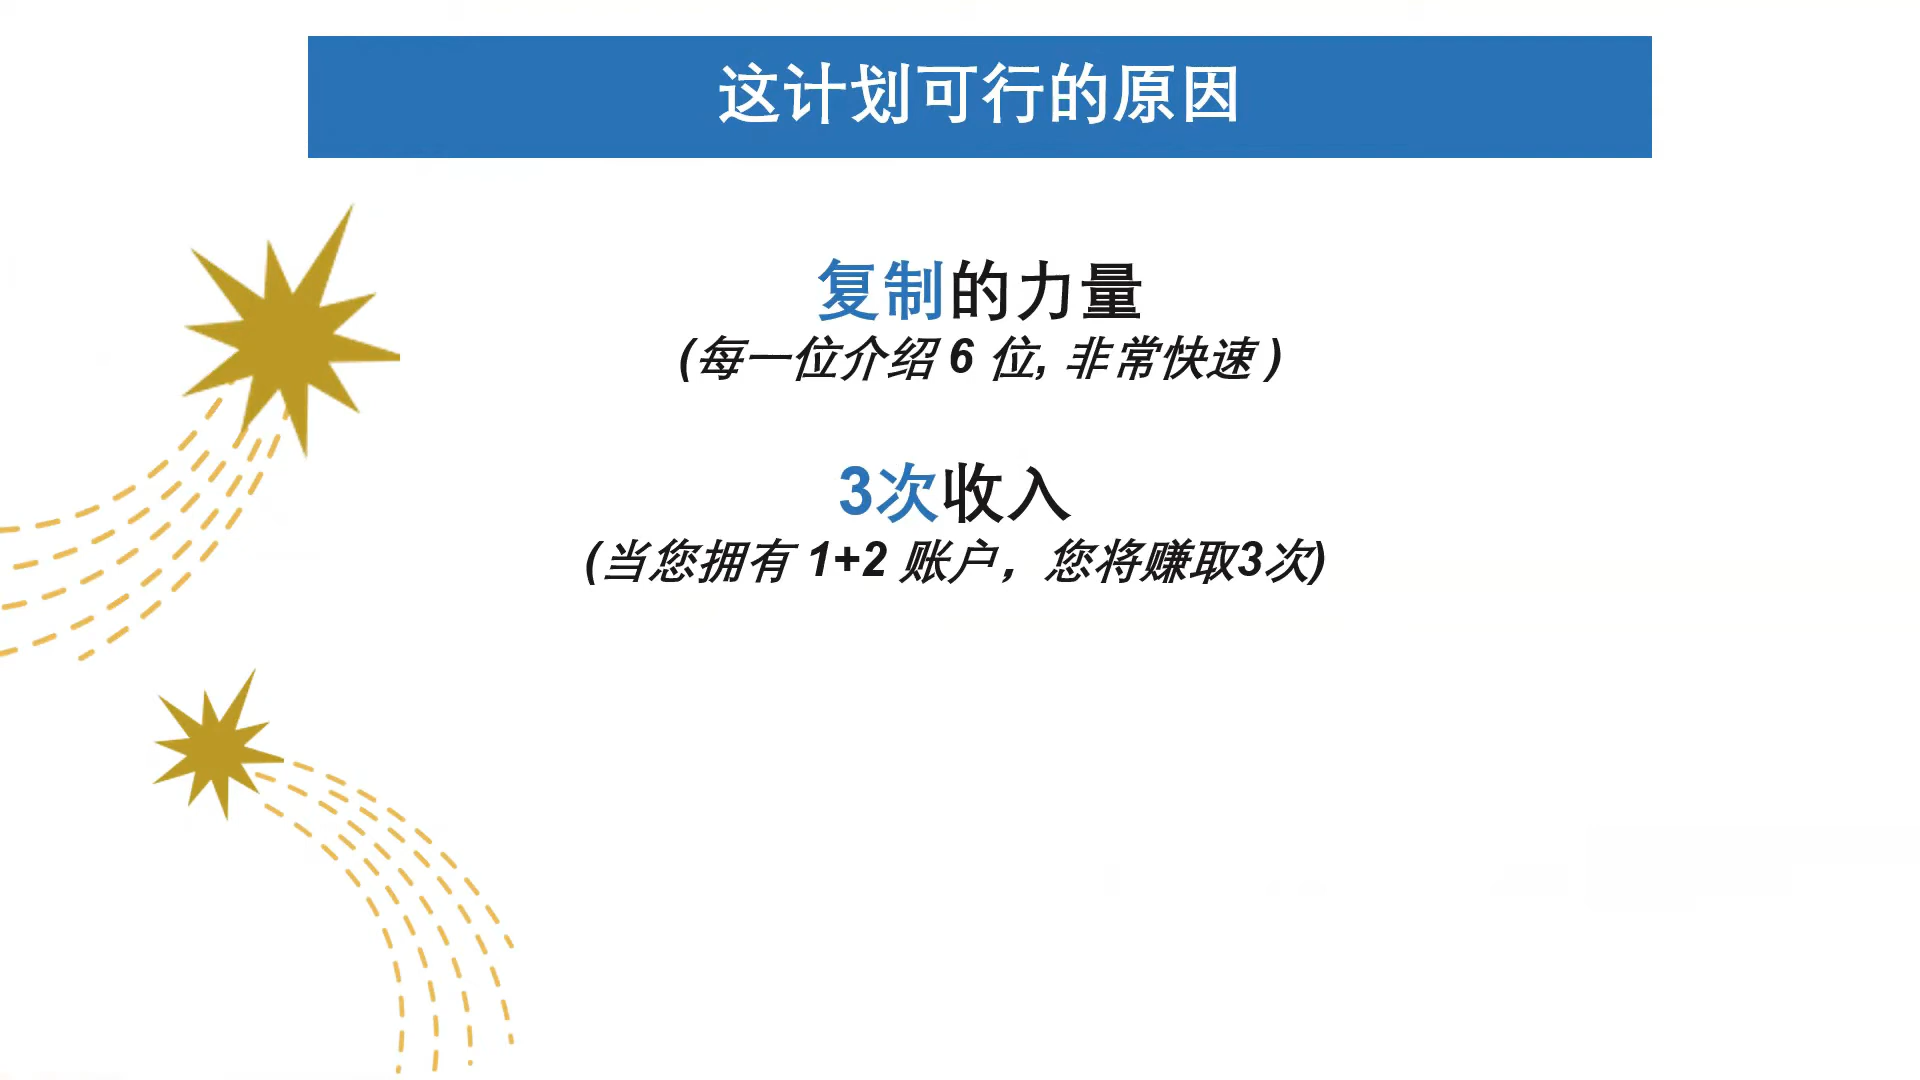 这计划可行的原因
复制的力量
(每一位介绍 6 位, 非常快速 )
3次收入
(当您拥有 1+2 账户，您将赚取3次)